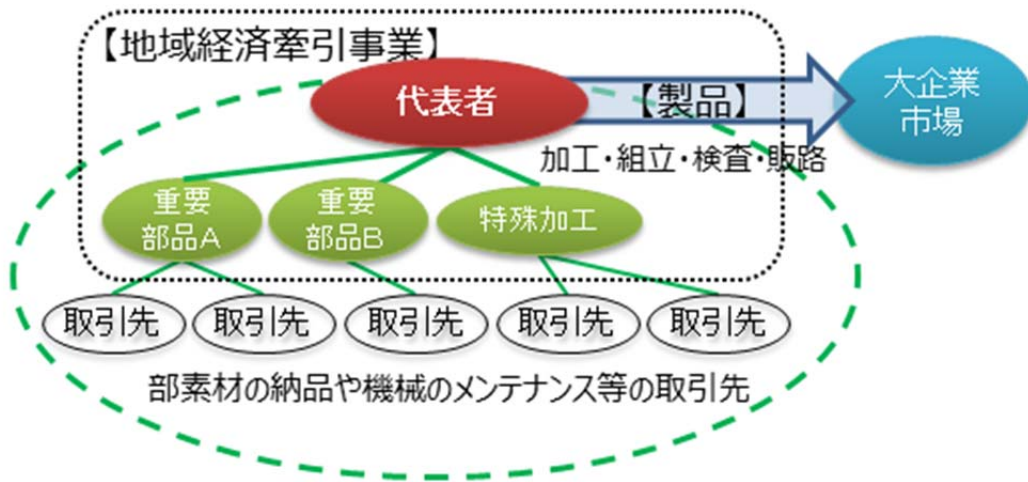 【地域経済牽引事業】
代表者
【製品】
大企業
市場
加工・組立・検査・販路
重要
部品A
重要
部品B
特殊加工
取引先
取引先
取引先
取引先
取引先
部素材の納品や機械のメンテナンス等の取引先